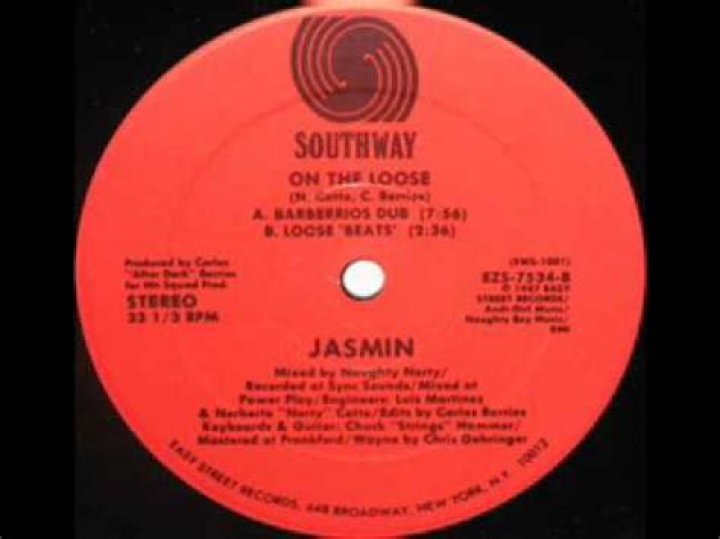 SOUTHWAY
ON THE LOOSE
(N. Cotto, C. Berrios)
A. BARBERRIOS DUB (7:56)
B. LOOSE 'BEATS' (2:36)
Produced by Carlos
"After Dark" Berrios
for Hit Squad Prod.
STEREO
33 1/3 RPM
(SWG-1001)
EZS-7534-B
© 1987 EASY
STREET RECORDS/
Music/
Naughty Boy Music/
BMI
JASMIN
Mixed by Naughty Norty/
Recorded at Sync Sounds/Mixed at
Power Play/Engineers: Luis Martinez
& Norberto "Norty" Cotto/Edits by Carlos Berrios
Keyboards & Guitar: Chuck "Strings" Hammer/
Mastered at Frankford/Wayne by Chris Gehringer
EASY STREET RECORDS, 648 BROADWAY, NEW YORK, N.Y. 10012